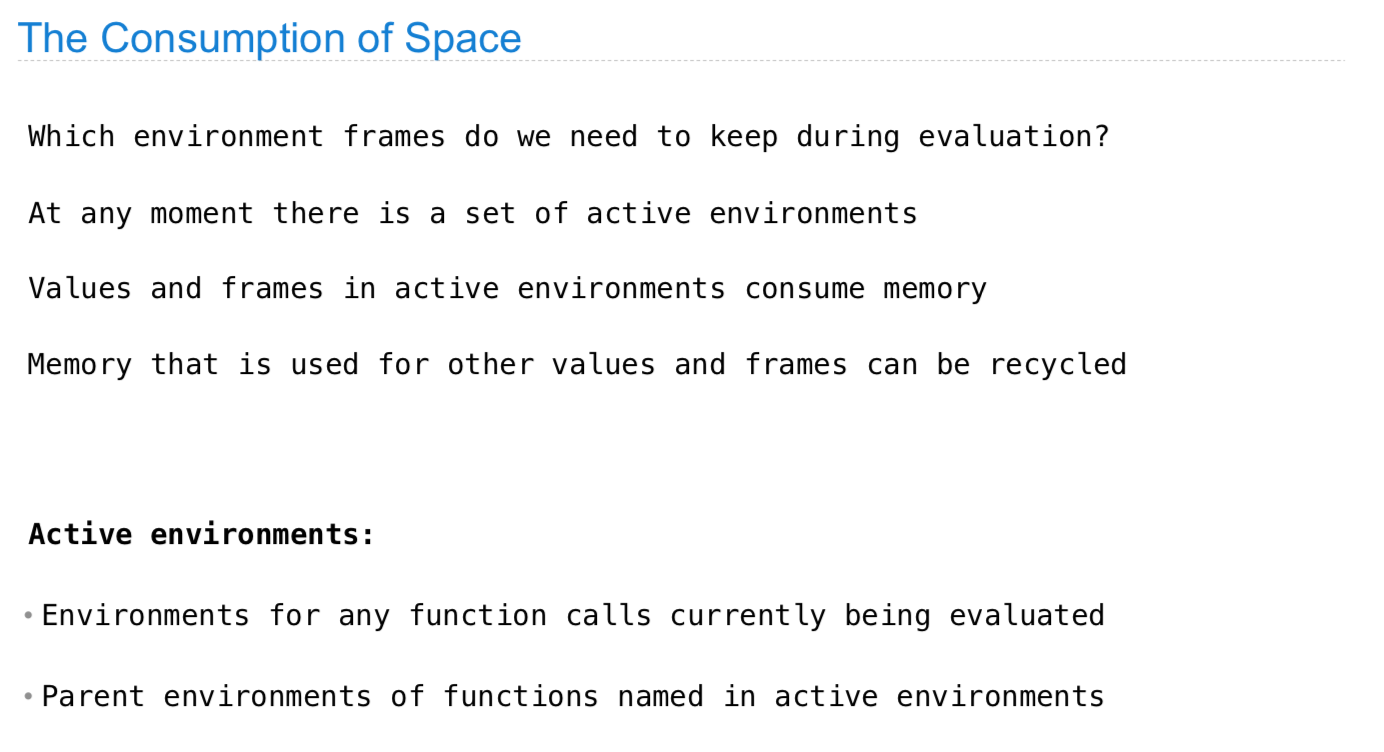 The Consumption of Space
Which environment frames do we need to keep during evaluation?
At any moment there is a set of active environments
Values and frames in active environments consume memory
Memory that is used for other values and frames can be recycled
Active environments:
• Environments for any function calls currently being evaluated
• Parent environments of functions named in active environments